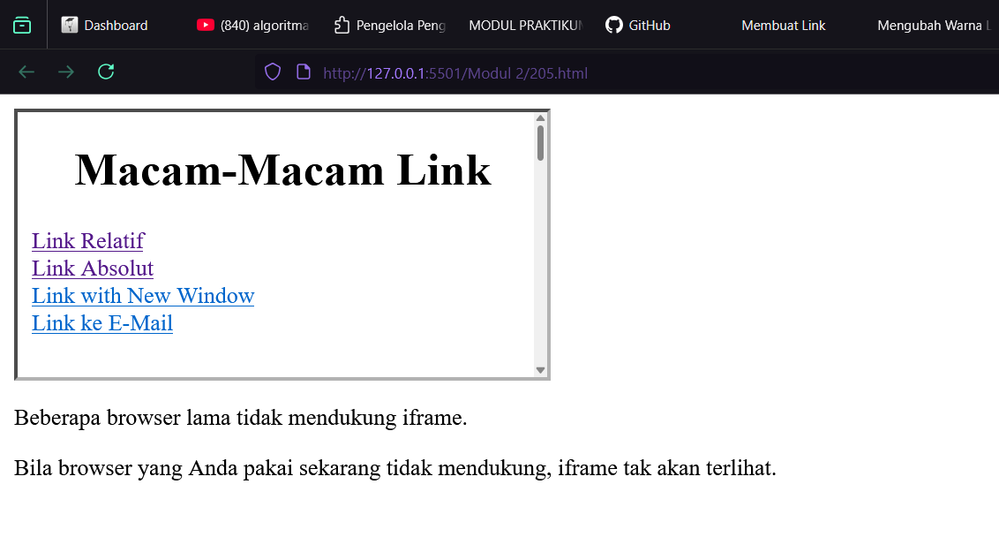 Dashboard
(840) algoritma
Pengelola Peng
MODUL PRAKTIKU
GitHub
Membuat Link
Mengubah Warna L
http://127.0.0.1:5501/Modul 2/205.html
Macam-Macam Link
Link Relatif
Link Absolut
Link with New Window
Link ke E-Mail
Beberapa browser lama tidak mendukung iframe.
Bila browser yang Anda pakai sekarang tidak mendukung, iframe tak akan terlihat.